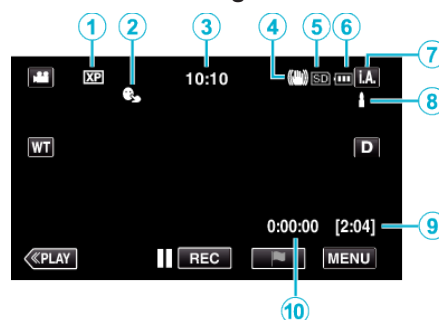 1 2 3 4 5 6 7
XP 10:10 SD i.A.
8
WT D
0:00:00 [2:04] 9
≪PLAY REC MENU
10